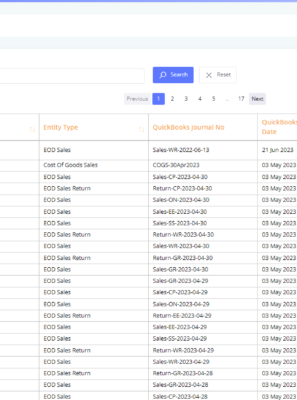 Search Reset
Previous 1 2 3 4 5 ... 17 Next
Entity Type QuickBooks Journal No QuickBooks Date
EOD Sales Sales-WR-2022-06-13 21 Jun 2023
Cost Of Goods Sales COGS-30Apr2023 03 May 2023
EOD Sales Sales-CP-2023-04-30 03 May 2023
EOD Sales Return Return-CP-2023-04-30 03 May 2023
EOD Sales Sales-ON-2023-04-30 03 May 2023
EOD Sales Sales-EE-2023-04-30 03 May 2023
EOD Sales Sales-SS-2023-04-30 03 May 2023
EOD Sales Return Return-WR-2023-04-30 03 May 2023
EOD Sales Sales-WR-2023-04-30 03 May 2023
EOD Sales Return Return-GR-2023-04-30 03 May 2023
EOD Sales Sales-GR-2023-04-30 03 May 2023
EOD Sales Sales-GR-2023-04-29 03 May 2023
EOD Sales Sales-CP-2023-04-29 03 May 2023
EOD Sales Sales-ON-2023-04-29 03 May 2023
EOD Sales Return Return-EE-2023-04-29 03 May 2023
EOD Sales Sales-EE-2023-04-29 03 May 2023
EOD Sales Sales-SS-2023-04-29 03 May 2023
EOD Sales Return Return-WR-2023-04-29 03 May 2023
EOD Sales Sales-WR-2023-04-29 03 May 2023
EOD Sales Return Return-GR-2023-04-28 03 May 2023
EOD Sales Sales-GR-2023-04-28 03 May 2023
EOD Sales Sales-CP-2023-04-28 03 May 2023